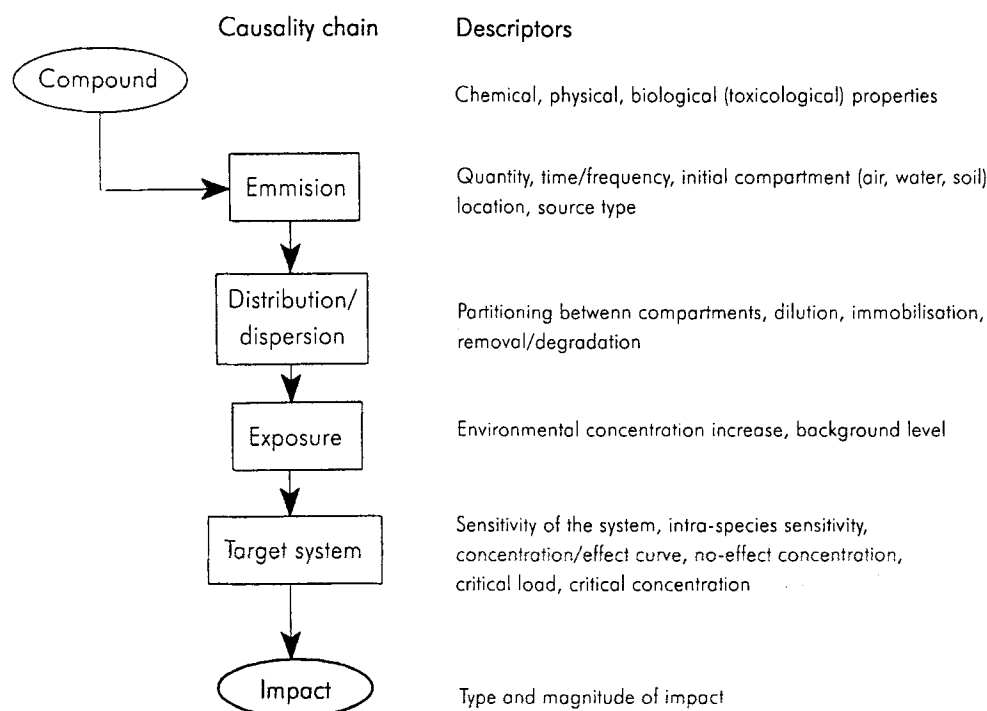 Causality chain
Descriptors
Compound
Chemical, physical, biological (toxicological) properties
Emmision
Quantity, time/frequency, initial compartment (air, water, soil)
location, source type
Distribution/
dispersion
Partitioning betwenn compartments, dilution, immobilisation,
removal/degradation
Exposure
Environmental concentration increase, background level
Target system
Sensitivity of the system, intra-species sensitivity,
concentration/effect curve, no-effect concentration,
critical load, critical concentration
Impact
Type and magnitude of impact